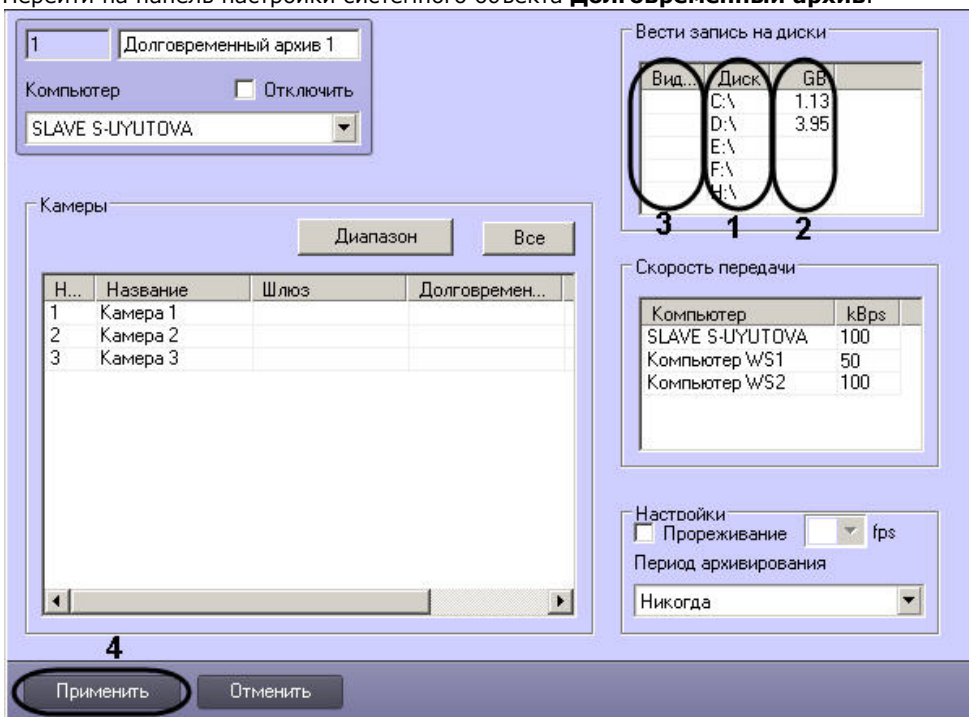 Перейти на панель настройки системного объекта Долговременный архив.
1 Долговременный архив 1
Компьютер Отключить
SLAVE S-UYUTOVA
Вести запись на диски
Вид... Диск GB
C:\ 1.13
D:\ 3.95
E:\
F:\
H:\
3 1 2
Камеры
Диапазон Все
Н... Название Шлюз Долговремен...
1 Камера 1
2 Камера 2
3 Камера 3
Скорость передачи
Компьютер kBps
SLAVE S-UYUTOVA 100
Компьютер WS1 50
Компьютер WS2 100
Настройки
Прореживание fps
Период архивирования
Никогда
4
Применить Отменить